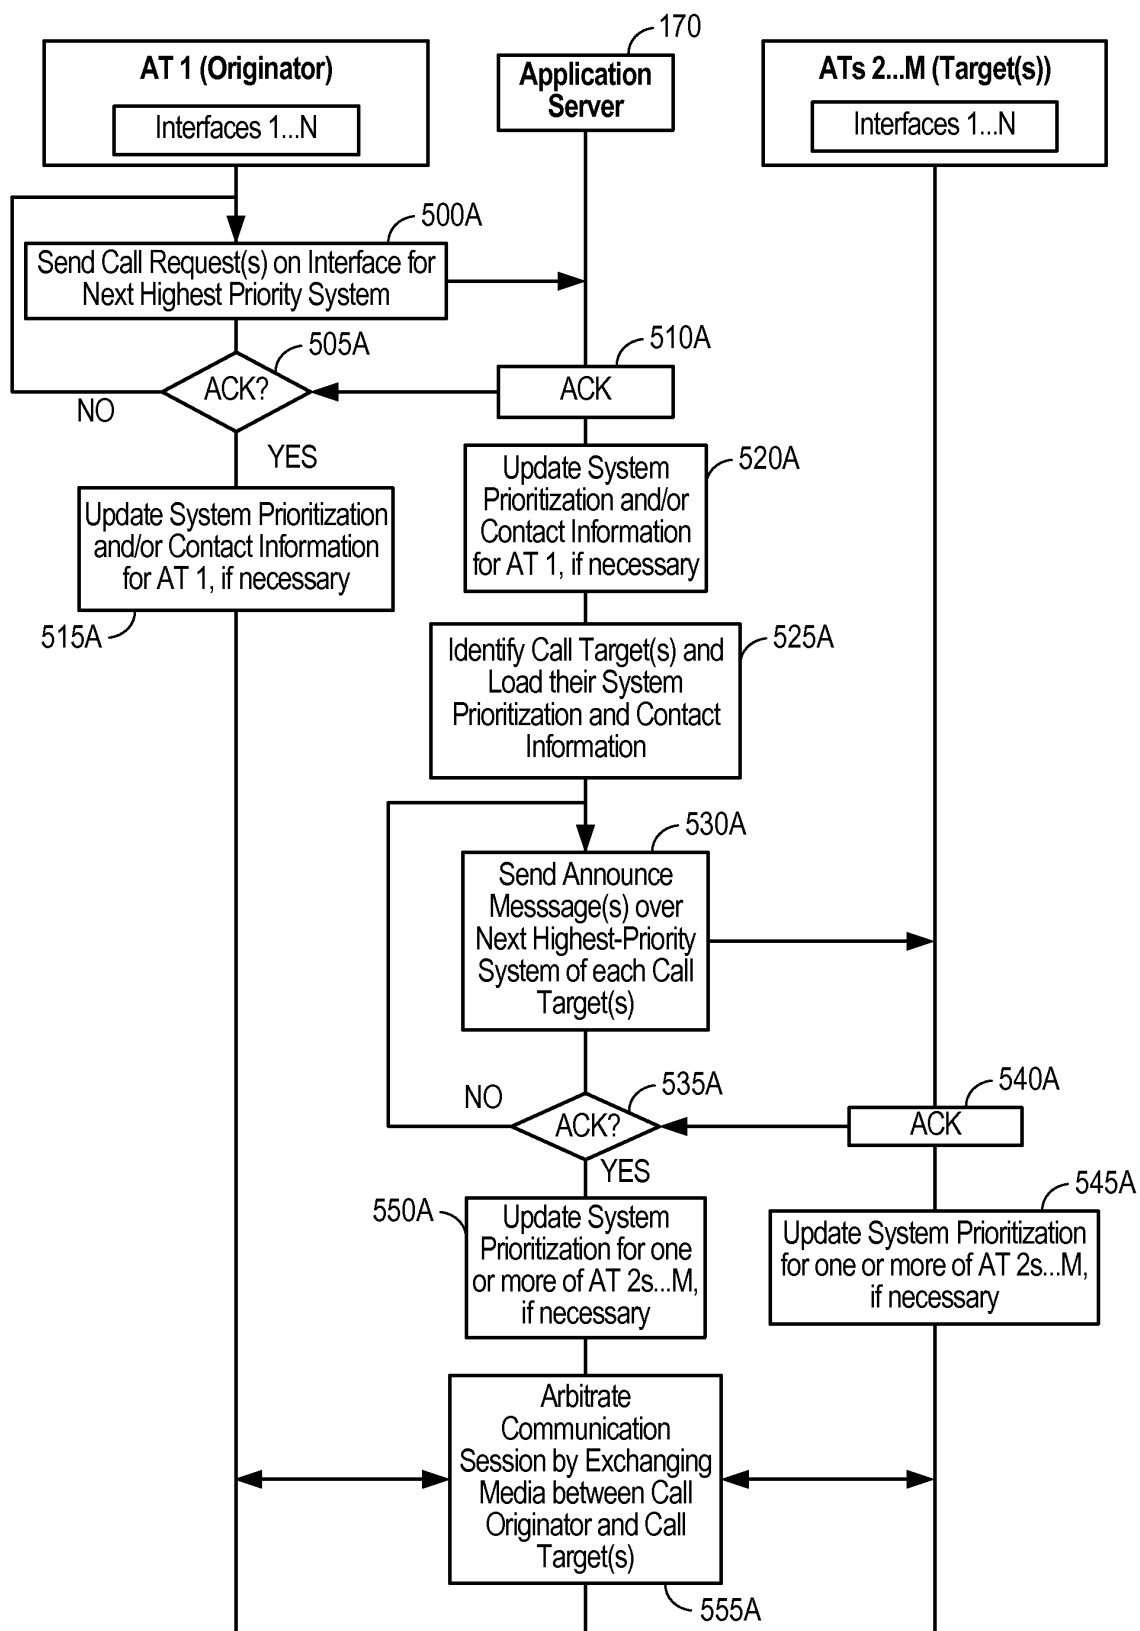 170
AT 1 (Originator)
Interfaces 1...N
Application
Server
ATs 2...M (Target(s))
Interfaces 1...N
500A
Send Call Request(s) on Interface for
Next Highest Priority System
505A
ACK?
NO
YES
510A
ACK
520A
Update System
Prioritization and/or
Contact Information
for AT 1, if necessary
Update System Prioritization
and/or Contact Information
for AT 1, if necessary
515A
525A
Identify Call Target(s) and
Load their System
Prioritization and Contact
Information
530A
Send Announce
Messsage(s) over
Next Highest-Priority
System of each Call
Target(s)
535A
NO
ACK?
YES
540A
ACK
545A
Update System Prioritization
for one or more of AT 2s...M,
if necessary
550A
Update System
Prioritization for one
or more of AT 2s...M,
if necessary
Arbitrate
Communication
Session by Exchanging
Media between Call
Originator and Call
Target(s)
555A